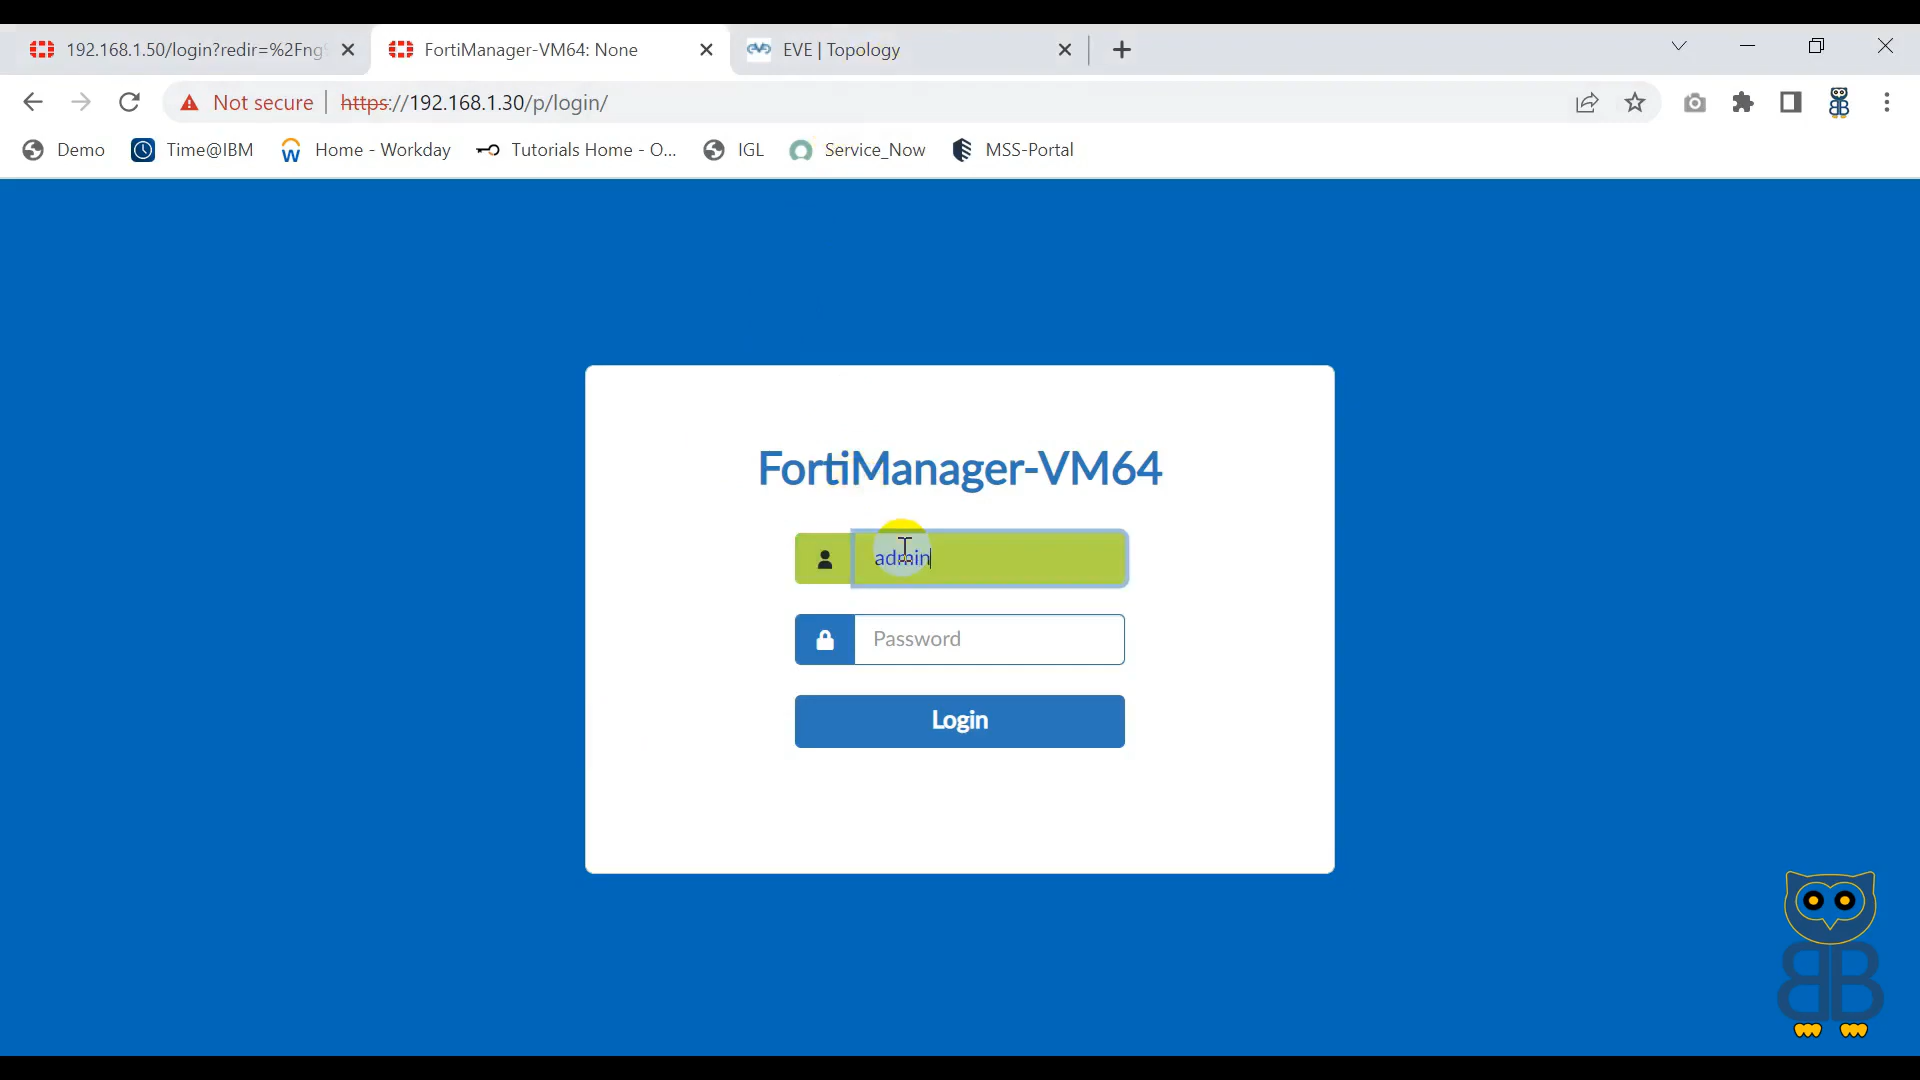 192.168.1.50/login?redir=%2Fng
FortiManager-VM64: None
EVE | Topology
Not secure
https://192.168.1.30/p/login/
Demo
Time@IBM
Home - Workday
Tutorials Home - O...
IGL
Service_Now
MSS-Portal
FortiManager-VM64
admin
Password
Login
BB